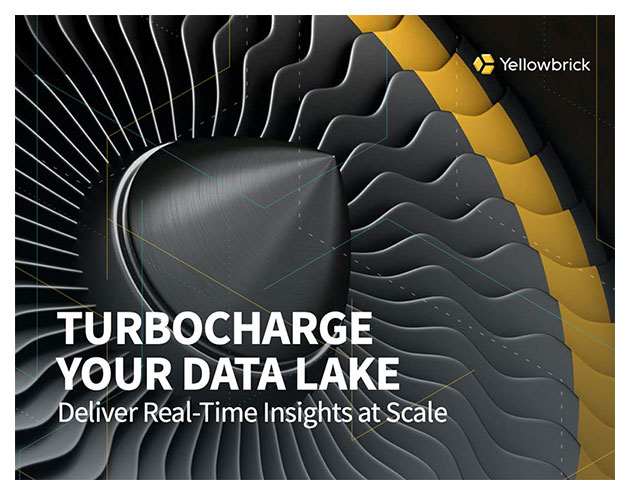 Yellowbrick
TURBOCHARGE
YOUR DATA LAKE
Deliver Real-Time Insights at Scale